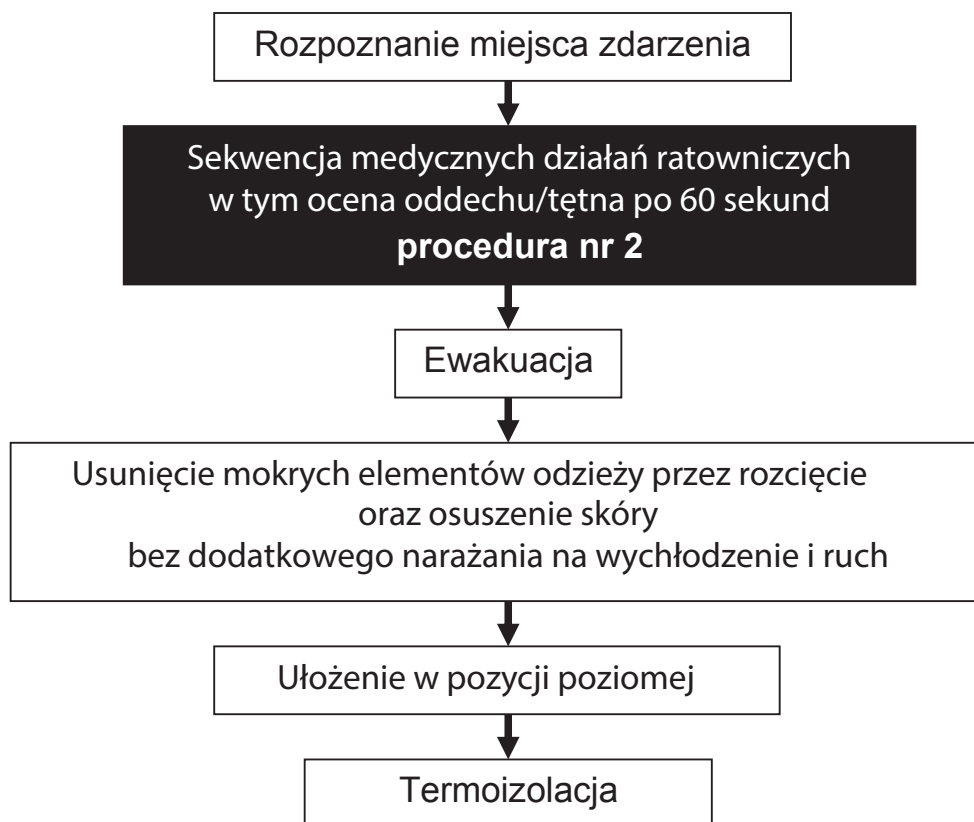 Rozpoznanie miejsca zdarzenia
Sekwencja medycznych działań ratowniczych
w tym ocena oddechu/tętna po 60 sekund
procedura nr 2
Ewakuacja
Usunięcie mokrych elementów odzieży przez rozcięcie
oraz osuszenie skóry
bez dodatkowego narażania na wychłodzenie i ruch
Ułożenie w pozycji poziomej
Termoizolacja